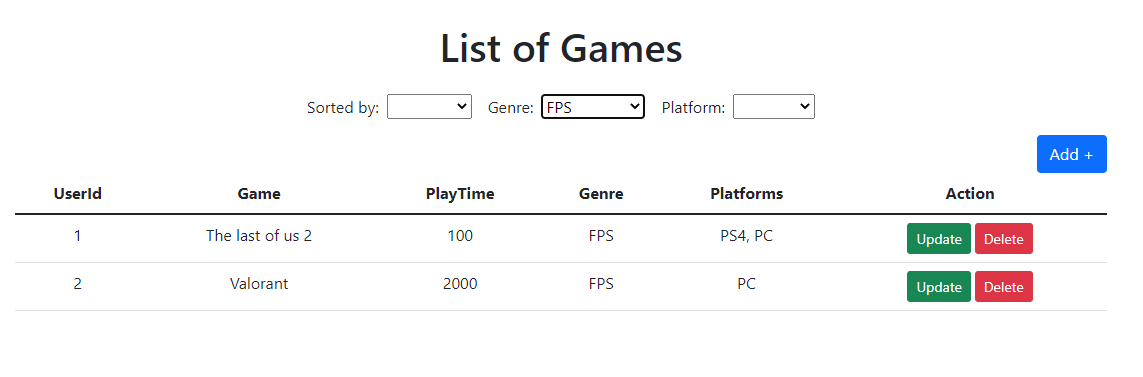 List of Games
Sorted by: Genre: FPS Platform:
Add +
UserId Game PlayTime Genre Platforms Action
1 The last of us 2 100 FPS PS4, PC Update Delete
2 Valorant 2000 FPS PC Update Delete